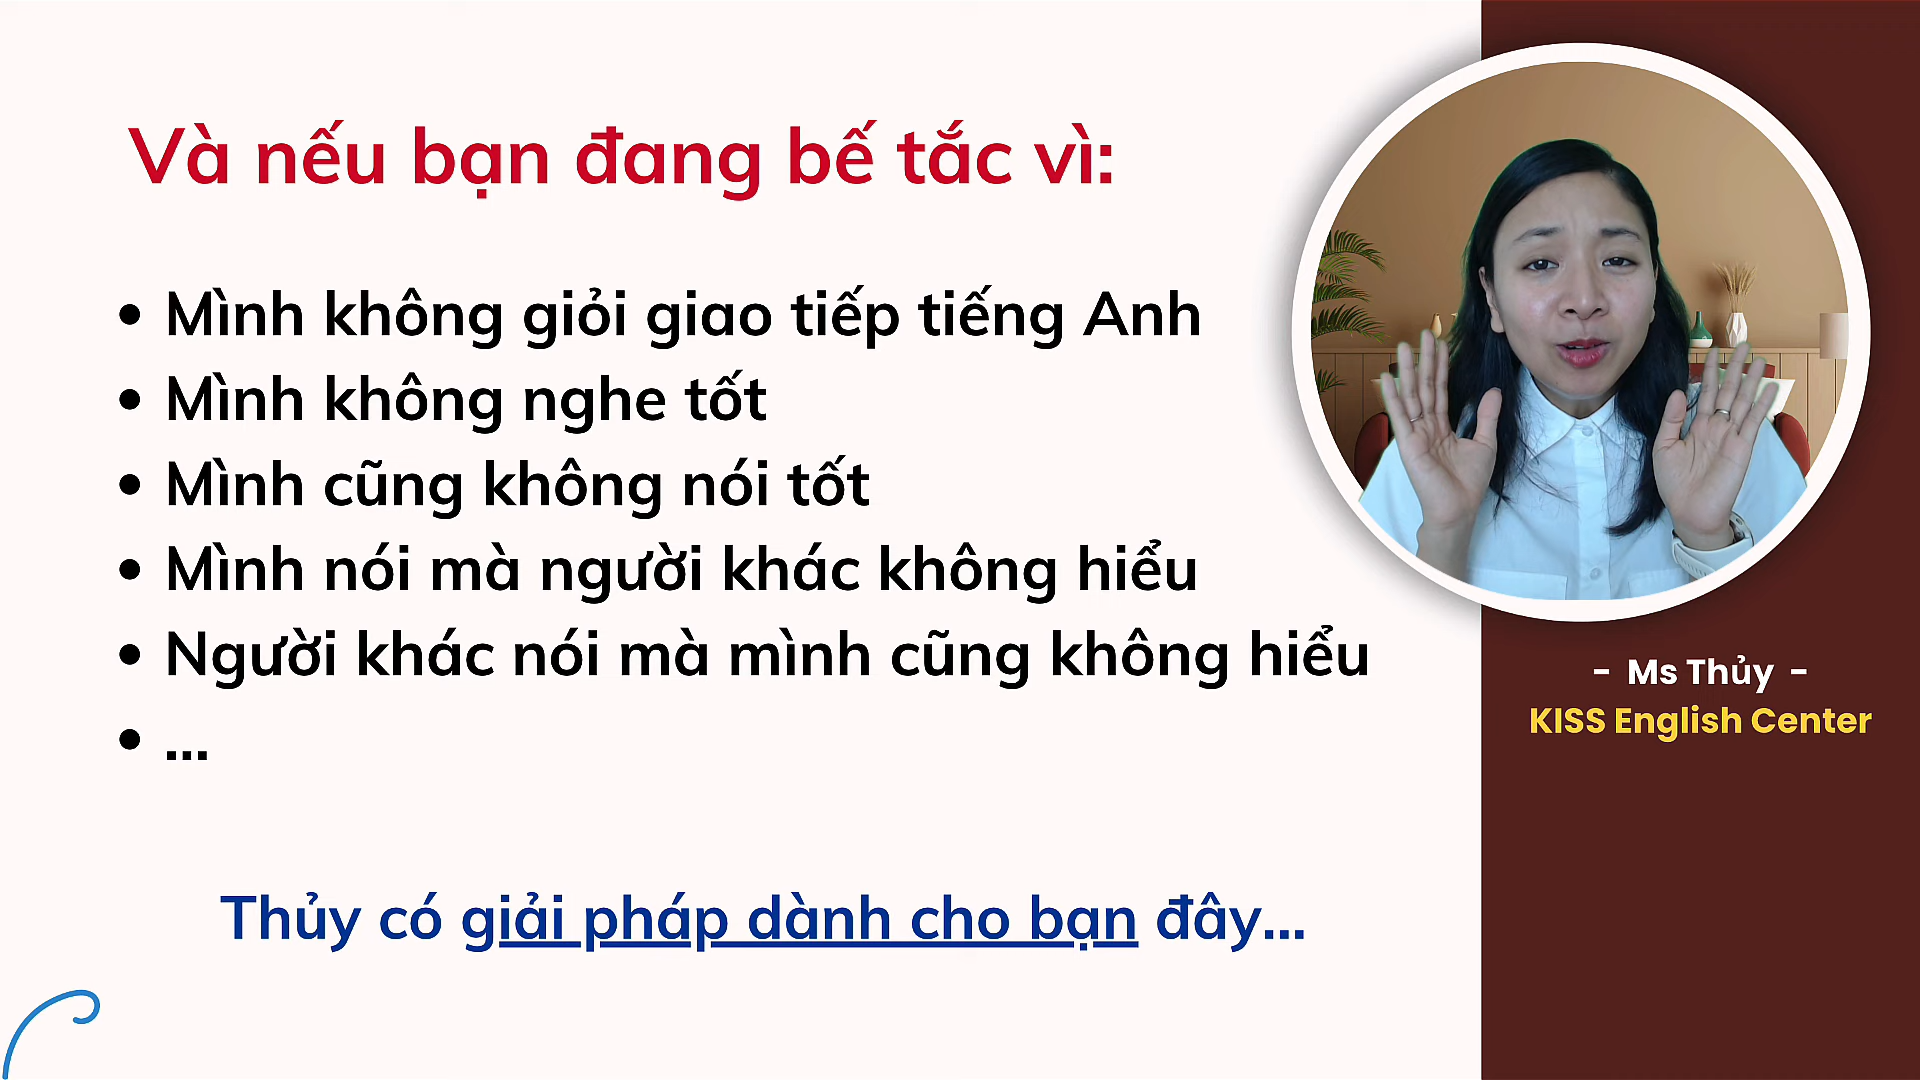 Và nếu bạn đang bế tắc vì:
• Mình không giỏi giao tiếp tiếng Anh
• Mình không nghe tốt
• Mình cũng không nói tốt
• Mình nói mà người khác không hiểu
• Người khác nói mà mình cũng không hiểu
• ...
Thủy có giải pháp dành cho bạn đây...
- Ms Thủy -
KISS English Center